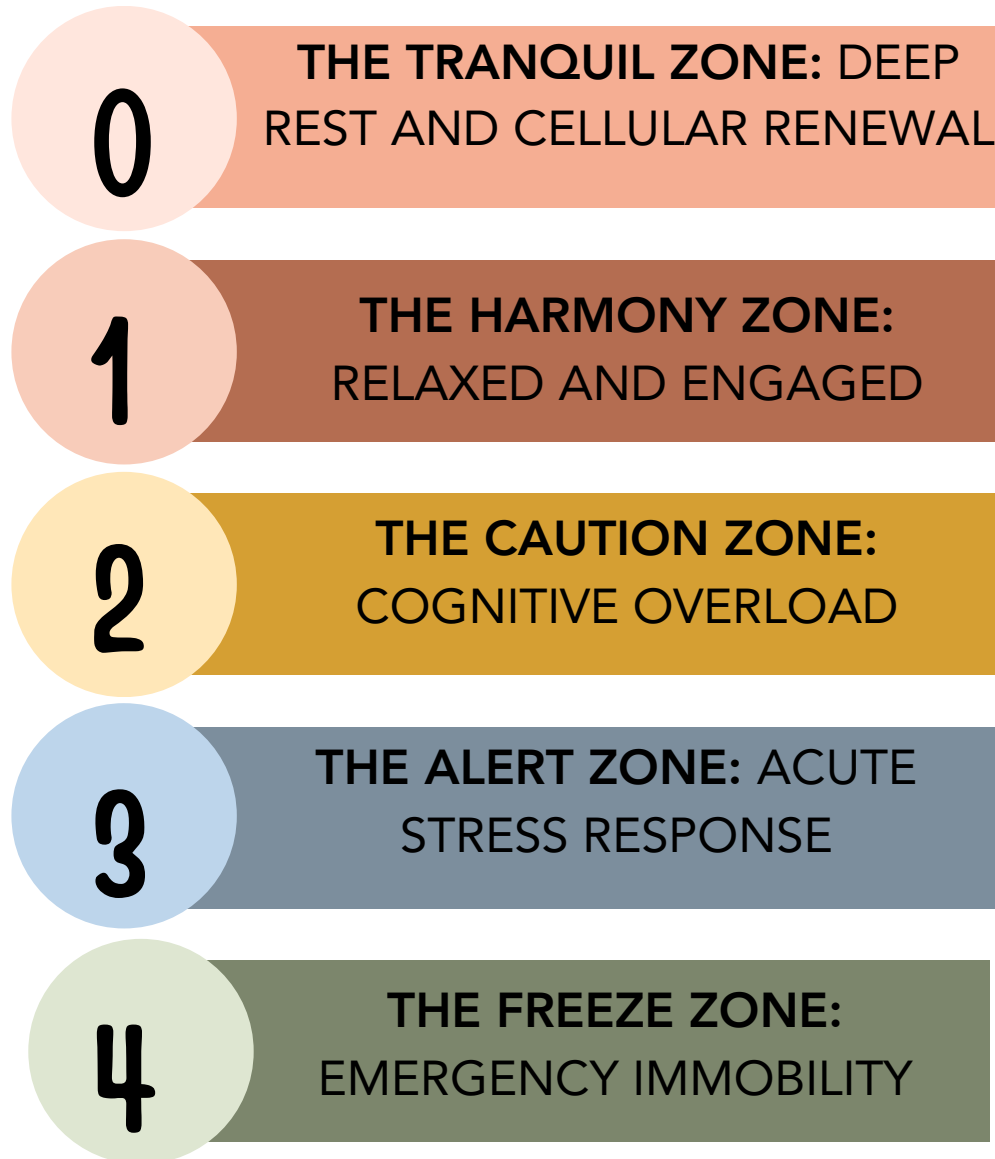 0
THE TRANQUIL ZONE: DEEP
REST AND CELLULAR RENEWAL
1
THE HARMONY ZONE:
RELAXED AND ENGAGED
2
THE CAUTION ZONE:
COGNITIVE OVERLOAD
3
THE ALERT ZONE: ACUTE
STRESS RESPONSE
4
THE FREEZE ZONE:
EMERGENCY IMMOBILITY